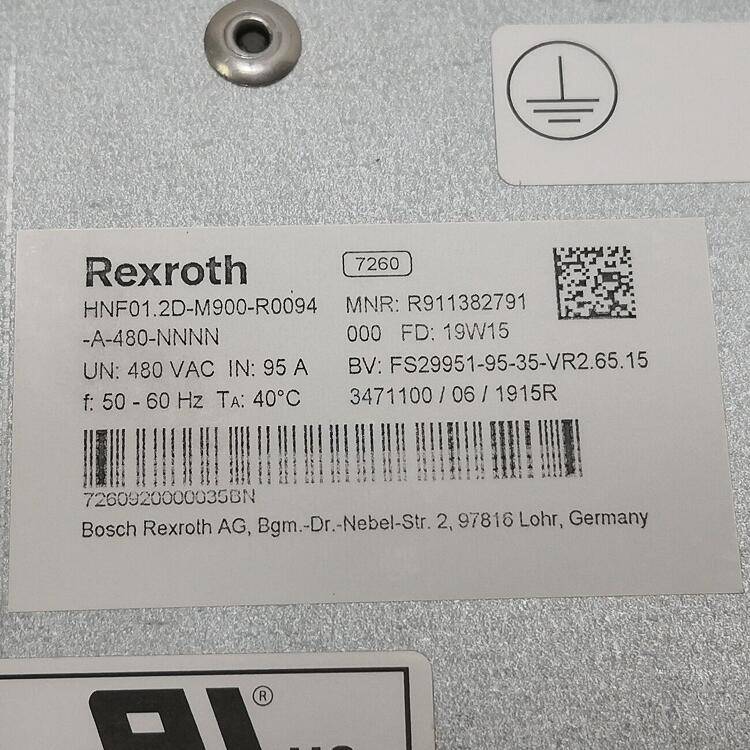 Rexroth
7260
HNF01.2D-M900-R0094
-A-480-NNNN
MNR: R911382791
000 FD: 19W15
UN: 480 VAC IN: 95 A
BV: FS29951-95-35-VR2.65.15
f: 50 - 60 Hz TA: 40°C
3471100 / 06 / 1915R
7260920000035BN
Bosch Rexroth AG, Bgm.-Dr.-Nebel-Str. 2, 97816 Lohr, Germany
®